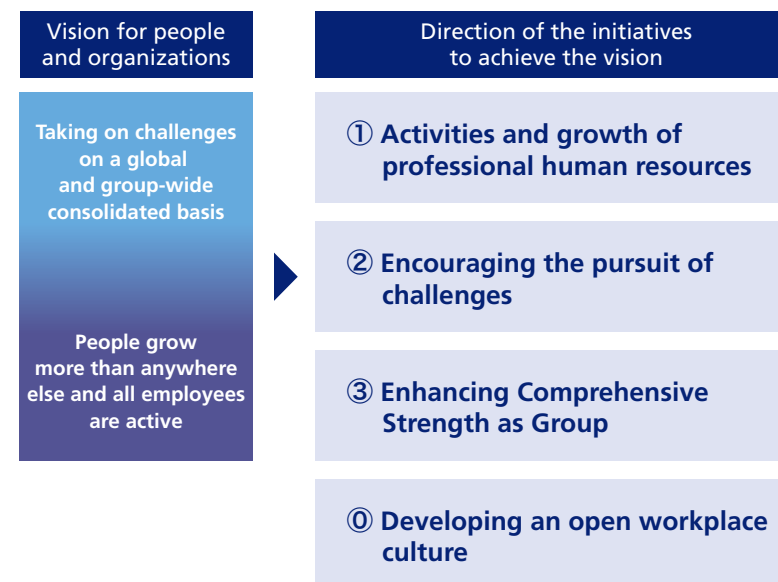 Vision for people
and organizations
Taking on challenges
on a global
and group-wide
consolidated basis
People grow
more than anywhere
else and all employees
are active
Direction of the initiatives
to achieve the vision
① Activities and growth of
professional human resources
② Encouraging the pursuit of
challenges
③ Enhancing Comprehensive
Strength as Group
⓪ Developing an open workplace
culture